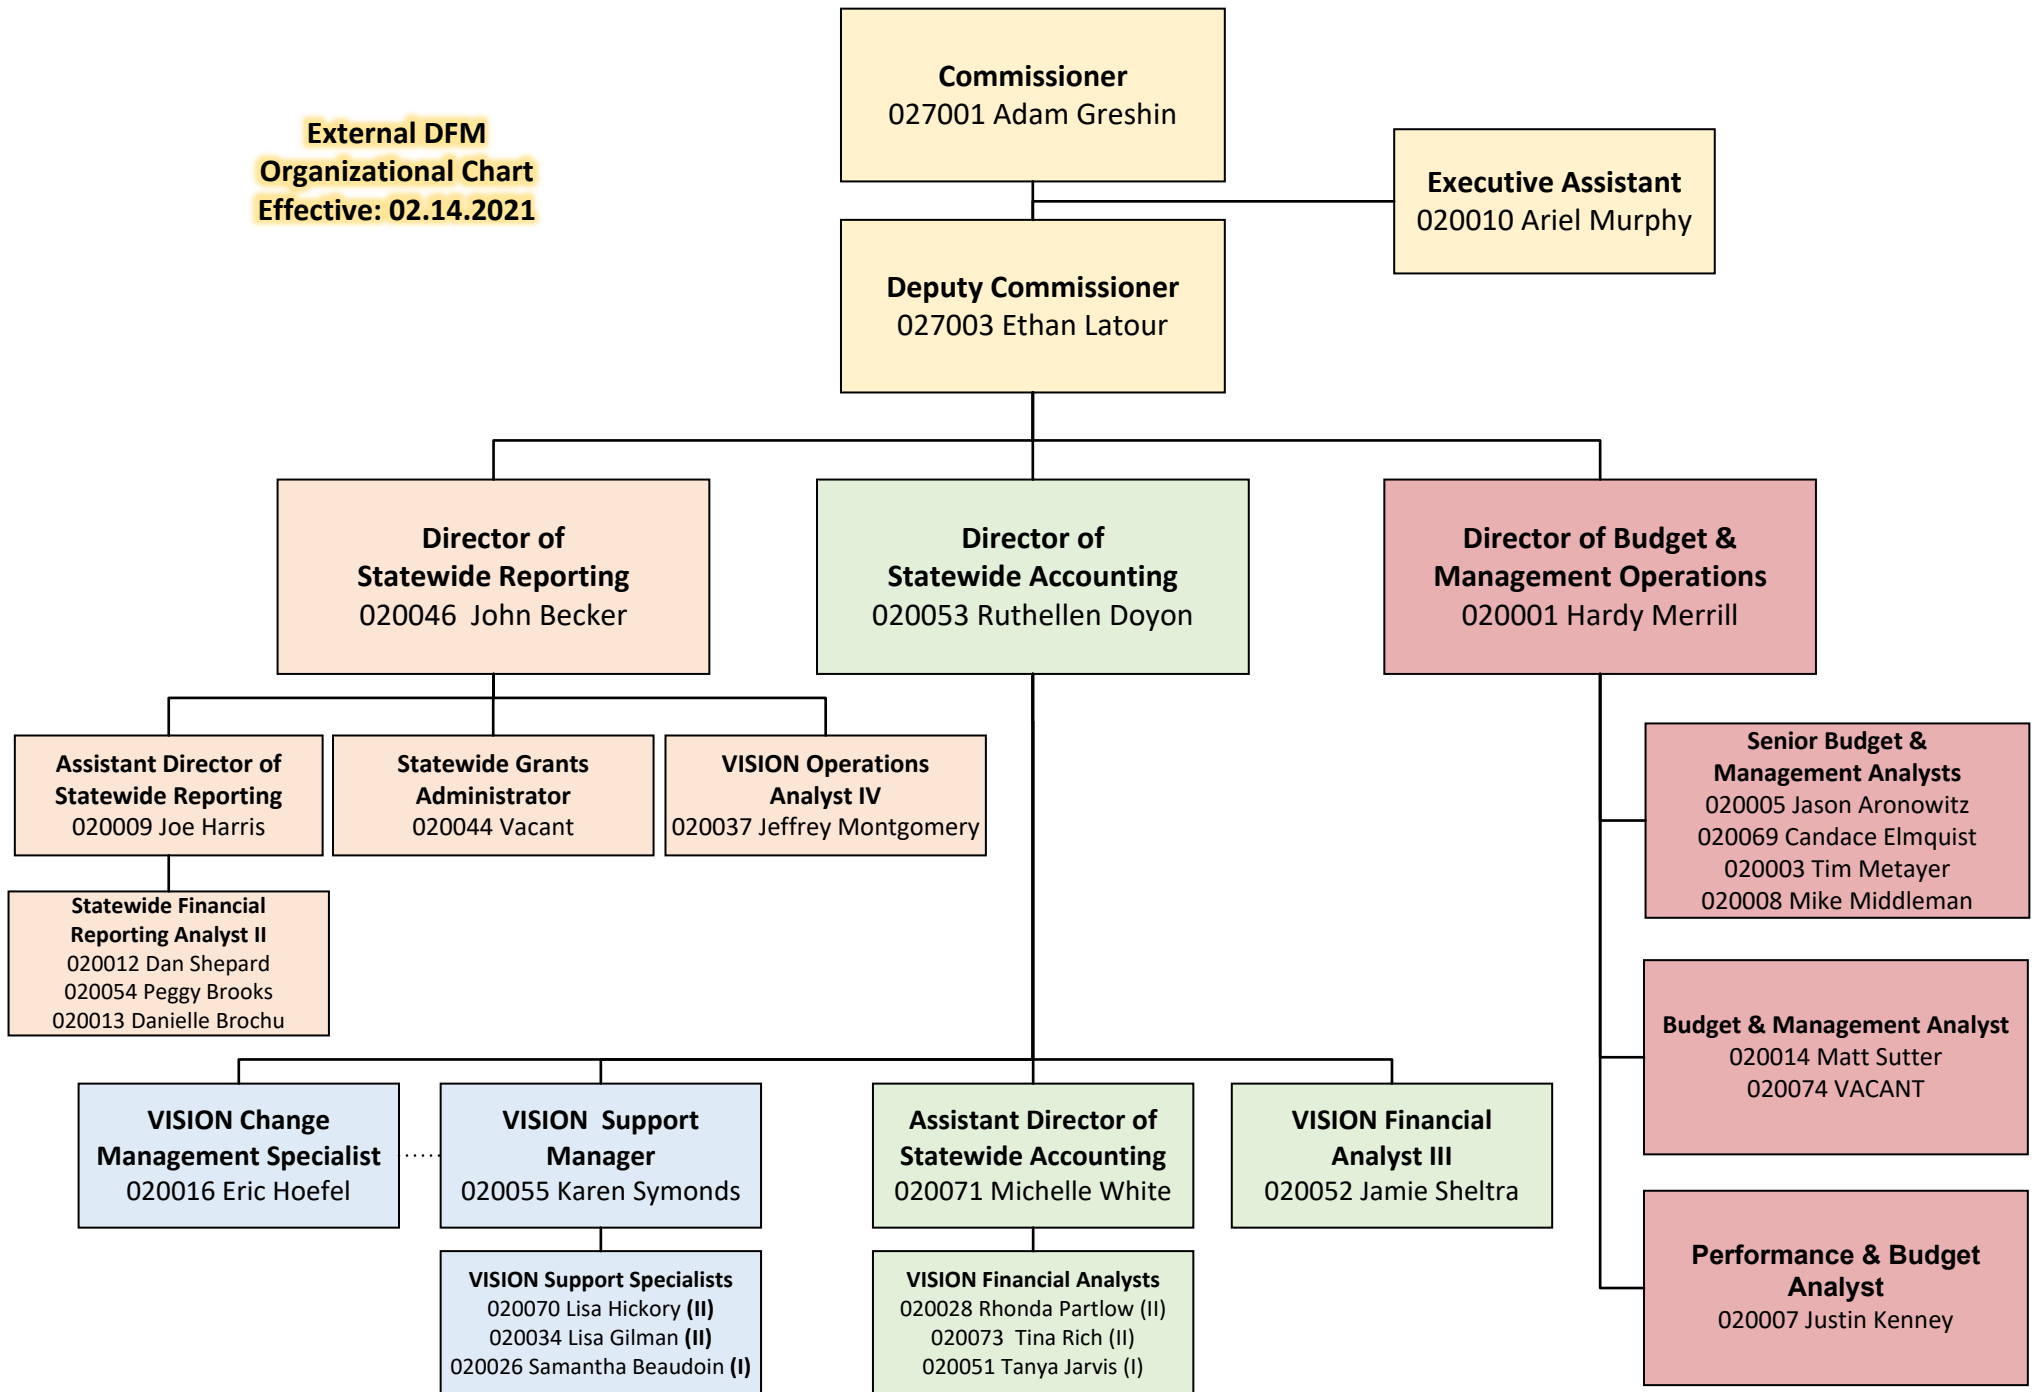 External DFM
Organizational Chart
Effective: 02.14.2021
Commissioner
027001 Adam Greshin
Executive Assistant
020010 Ariel Murphy
Deputy Commissioner
027003 Ethan Latour
Director of
Statewide Reporting
020046  John Becker
Director of
Statewide Accounting
020053 Ruthellen Doyon
Director of Budget &
Management Operations
020001 Hardy Merrill
Assistant Director of
Statewide Reporting
020009 Joe Harris
Statewide Grants
Administrator
020044 Vacant
VISION Operations
Analyst IV
020037 Jeffrey Montgomery
Senior Budget &
Management Analysts
020005 Jason Aronowitz
020069 Candace Elmquist
020003 Tim Metayer
020008 Mike Middleman
Statewide Financial
Reporting Analyst II
020012 Dan Shepard
020054 Peggy Brooks
020013 Danielle Brochu
Budget & Management Analyst
020014 Matt Sutter
020074 VACANT
VISION Change
Management Specialist
020016 Eric Hoefel
VISION  Support
Manager
020055 Karen Symonds
Assistant Director of
Statewide Accounting
020071 Michelle White
VISION Financial
Analyst III
020052 Jamie Sheltra
Performance & Budget
Analyst
020007 Justin Kenney
VISION Support Specialists
020070 Lisa Hickory (II)
020034 Lisa Gilman (II)
020026 Samantha Beaudoin (I)
VISION Financial Analysts
020028 Rhonda Partlow (II)
020073  Tina Rich (II)
020051 Tanya Jarvis (I)